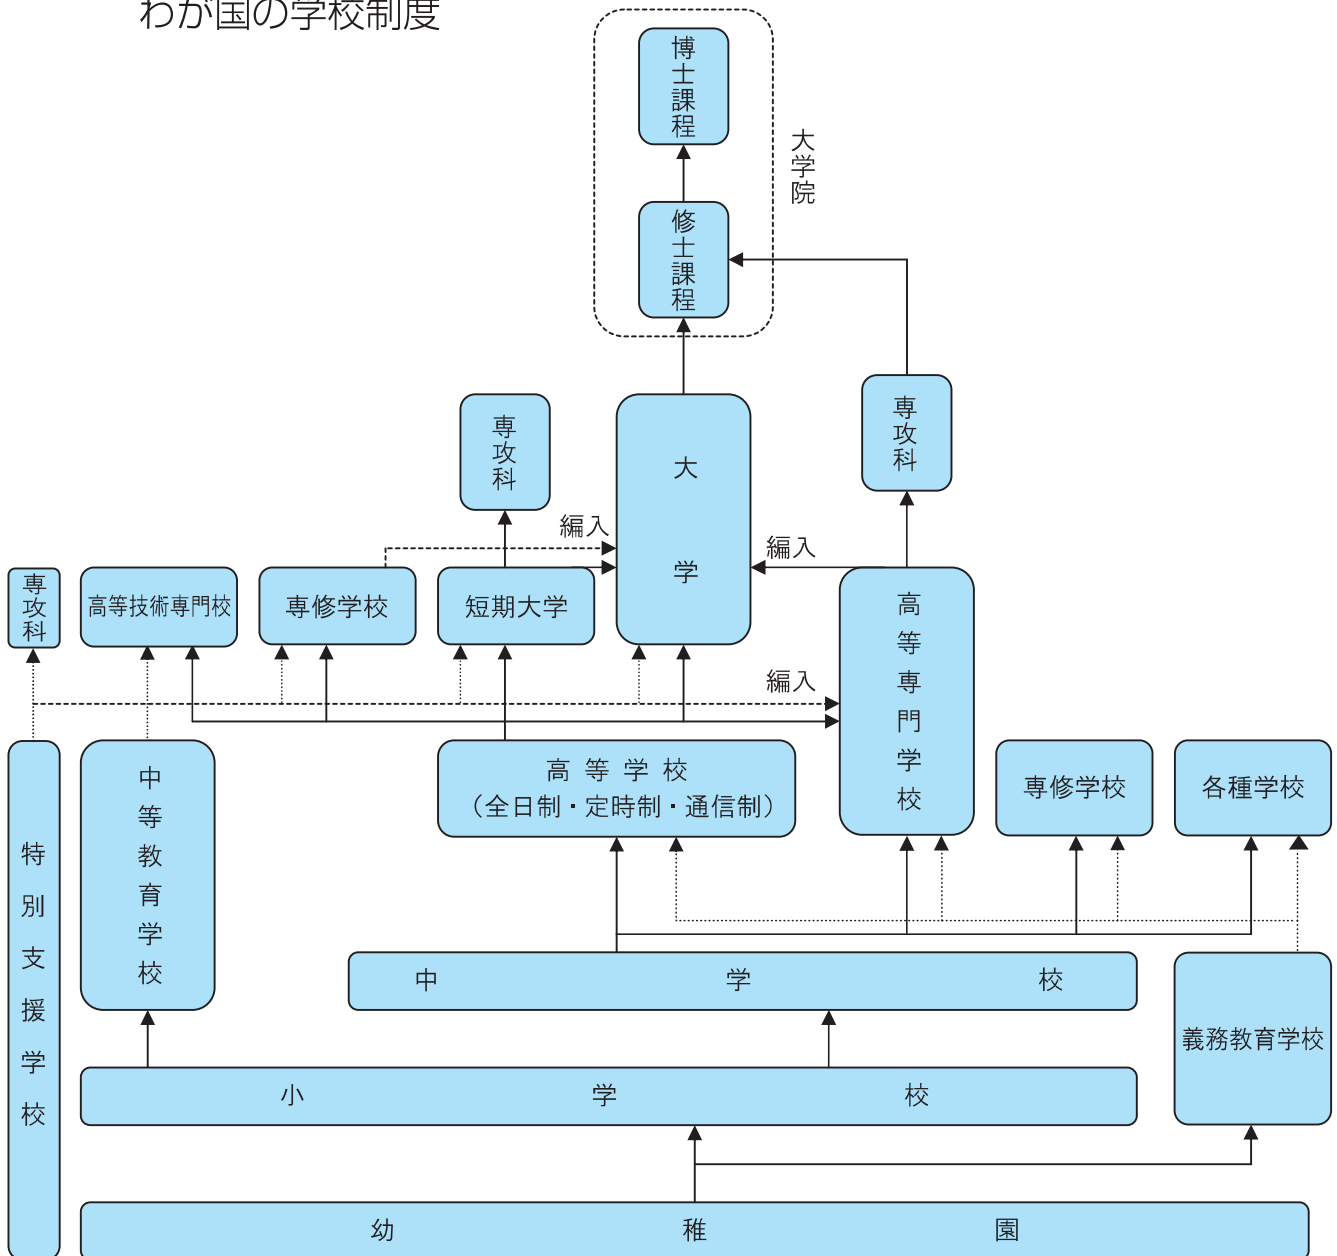 わが国の学校制度
博士課程
大学院
修士課程
専攻科
専攻科
大学
編入
編入
専攻科
高等技術専門校
専修学校
短期大学
高等専門学校
編入
中等教育学校
高等学校
(全日制・定時制・通信制)
専修学校
各種学校
特別支援学校
中学校
義務教育学校
小学校
幼稚園